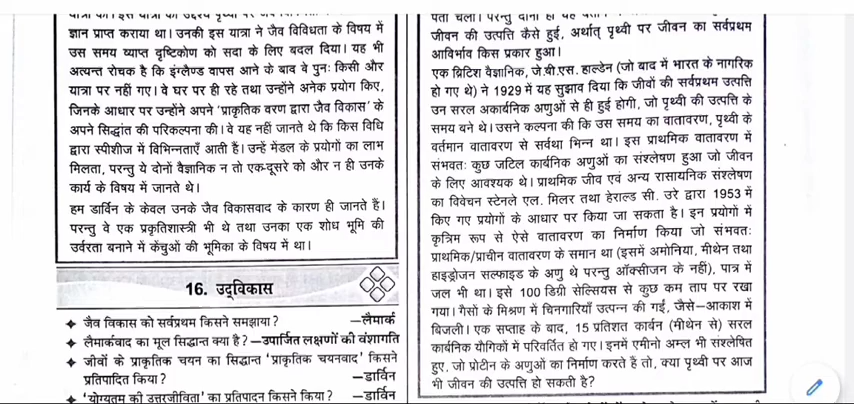 ज्ञान प्राप्त कराया था। उनकी इस यात्रा ने जैव विविधता के विषय में
उस समय व्याप्त दृष्टिकोण को सदा के लिए बदल दिया। यह भी
अत्यन्त रोचक है कि इंग्लैण्ड वापस आने के बाद वे पुनः किसी और
यात्रा पर नहीं गए। वे घर पर ही रहे तथा उन्होंने अनेक प्रयोग किए,
जिनके आधार पर उन्होंने अपने 'प्राकृतिक वरण द्वारा जैव विकास' के
अपने सिद्धांत की परिकल्पना की। वे यह नहीं जानते थे कि किस विधि
द्वारा स्पीशीज में विभिन्नताएँ आती हैं। उन्हें मेंडल के प्रयोगों का लाभ
मिलता, परन्तु ये दोनों वैज्ञानिक न तो एक-दूसरे को और न ही उनके
कार्य के विषय में जानते थे।
हम डार्विन के केवल उनके जैव विकासवाद के कारण ही जानते हैं।
परन्तु वे एक प्रकृतिशास्त्री भी थे तथा उनका एक शोध भूमि की
उर्वरता बनाने में केंचुओं की भूमिका के विषय में था।
16. उद्विकास
जैव विकास को सर्वप्रथम किसने समझाया? —लैमार्क
लैमार्कवाद का मूल सिद्धान्त क्या है? —उपार्जित लक्षणों की वंशागति
जीवों के प्राकृतिक चयन का सिद्धान्त 'प्राकृतिक चयनवाद' किसने
प्रतिपादित किया? —डार्विन
'योग्यतम की उत्तरजीविता' का प्रतिपादन किसने किया? —डार्विन
जीवन की उत्पत्ति कैसे हुई, अर्थात् पृथ्वी पर जीवन का सर्वप्रथम
आविर्भाव किस प्रकार हुआ।
एक ब्रिटिश वैज्ञानिक, जे.बी.एस. हाल्डेन (जो बाद में भारत के नागरिक
हो गए थे) ने 1929 में यह सुझाव दिया कि जीवों की सर्वप्रथम उत्पत्ति
उन सरल अकार्बनिक अणुओं से ही हुई होगी, जो पृथ्वी की उत्पत्ति के
समय बने थे। उसने कल्पना की कि उस समय का वातावरण, पृथ्वी के
वर्तमान वातावरण से सर्वथा भिन्न था। इस प्राथमिक वातावरण में
संभवतः कुछ जटिल कार्बनिक अणुओं का संश्लेषण हुआ जो जीवन
के लिए आवश्यक थे। प्राथमिक जीव एवं अन्य रासायनिक संश्लेषण
का विवेचन स्टेनले एल. मिलर तथा हेराल्ड सी. उरे द्वारा 1953 में
किए गए प्रयोगों के आधार पर किया जा सकता है। इन प्रयोगों में
कृत्रिम रूप से ऐसे वातावरण का निर्माण किया जो संभवतः
प्राथमिक/प्राचीन वातावरण के समान था (इसमें अमोनिया, मीथेन तथा
हाइड्रोजन सल्फाइड के अणु थे परन्तु ऑक्सीजन के नहीं), पात्र में
जल भी था। इसे 100 डिग्री सेल्सियस से कुछ कम ताप पर रखा
गया। गैसों के मिश्रण में चिनगारियाँ उत्पन्न की गईं, जैसे—आकाश में
बिजली। एक सप्ताह के बाद, 15 प्रतिशत कार्बन (मीथेन से) सरल
कार्बनिक यौगिकों में परिवर्तित हो गए। इनमें एमीनो अम्ल भी संश्लेषित
हुए, जो प्रोटीन के अणुओं का निर्माण करते हैं तो, क्या पृथ्वी पर आज
भी जीवन की उत्पत्ति हो सकती है?